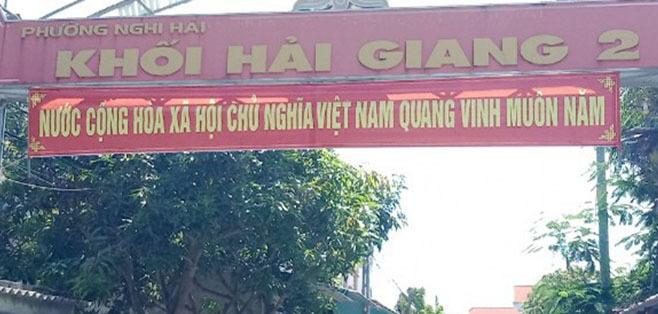 PHƯỜNG NGHI HẢI
KHỐI HẢI GIANG 2
NƯỚC CỘNG HÒA XÃ HỘI CHỦ NGHĨA VIỆT NAM QUANG VINH MUÔN NĂM